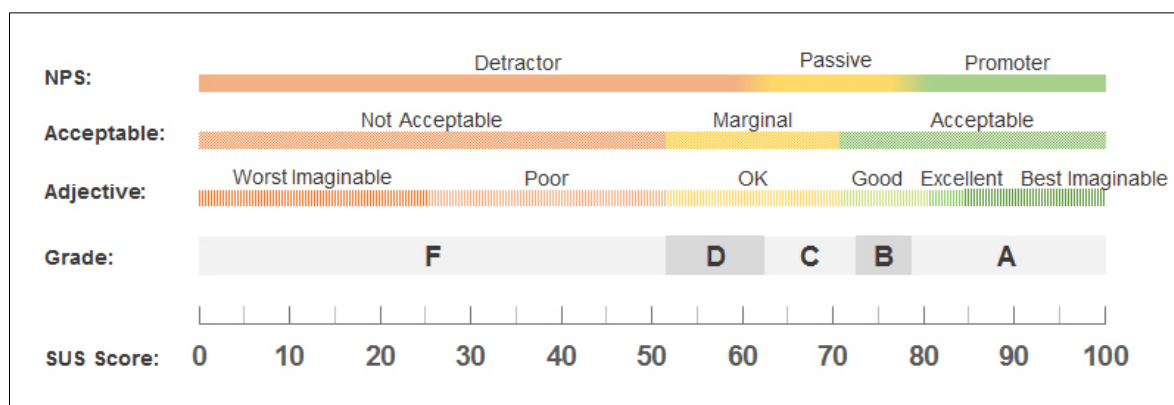 NPS: Detractor Passive Promoter
Acceptable: Not Acceptable Marginal Acceptable
Adjective: Worst Imaginable Poor OK Good Excellent Best Imaginable
Grade: F D C B A
SUS Score: 0 10 20 30 40 50 60 70 80 90 100